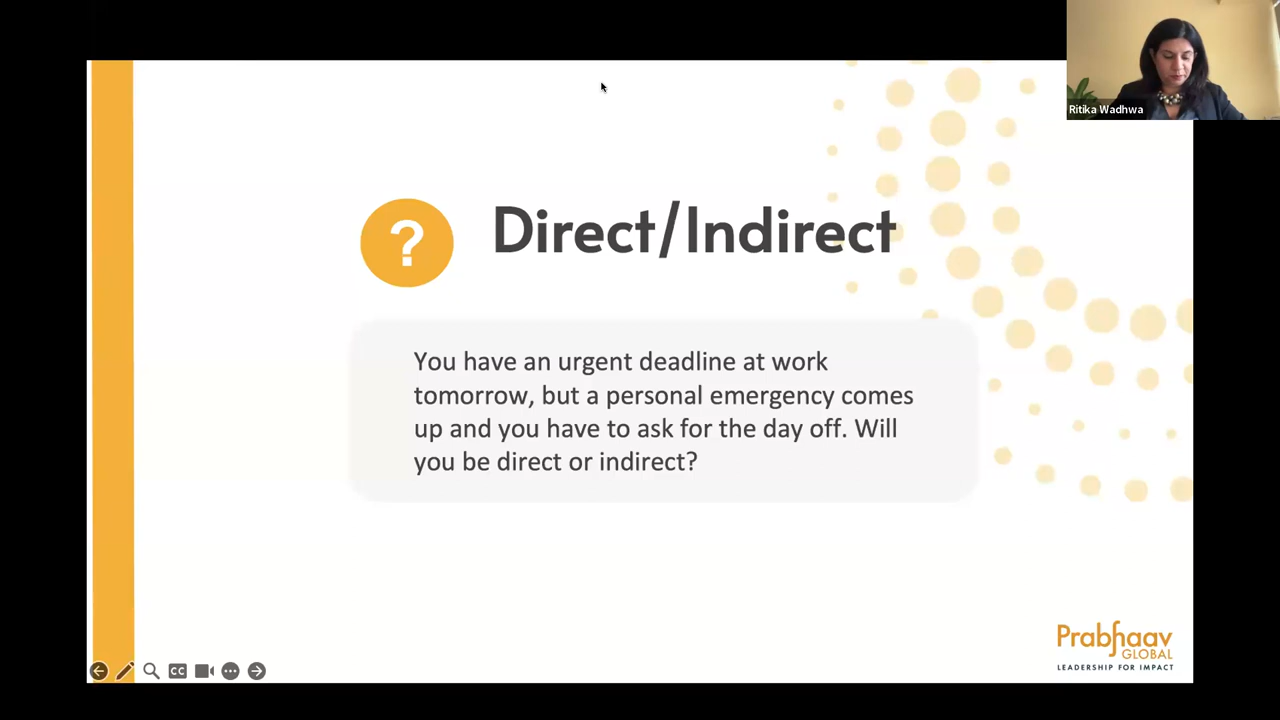 Ritika Wadhwa
?
Direct/Indirect
You have an urgent deadline at work
tomorrow, but a personal emergency comes
up and you have to ask for the day off. Will
you be direct or indirect?
Prabhaav
GLOBAL
LEADERSHIP FOR IMPACT
CC